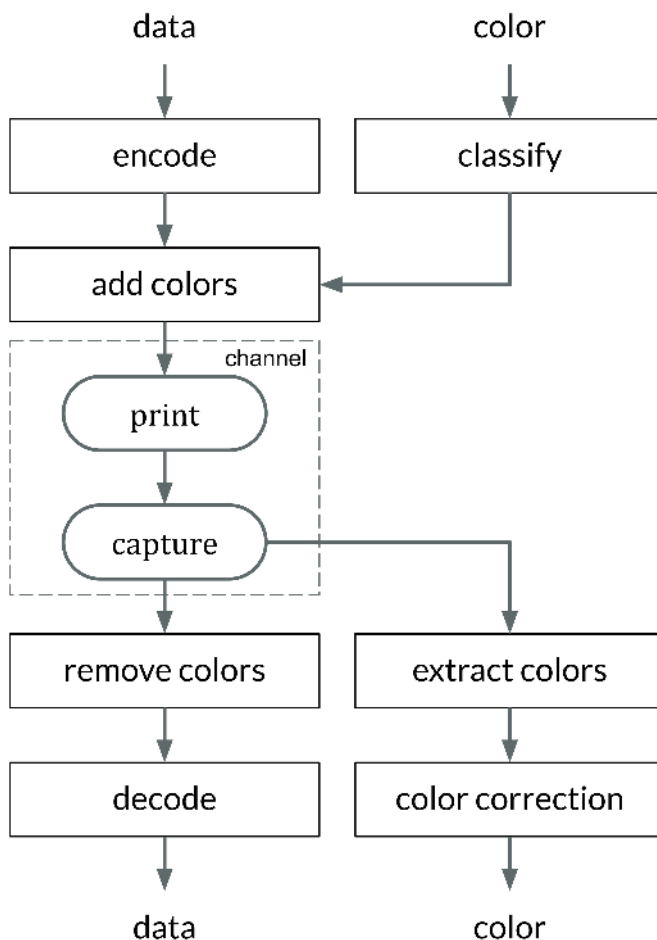 data
color
encode
classify
add colors
channel
print
capture
remove colors
extract colors
decode
color correction
data
color